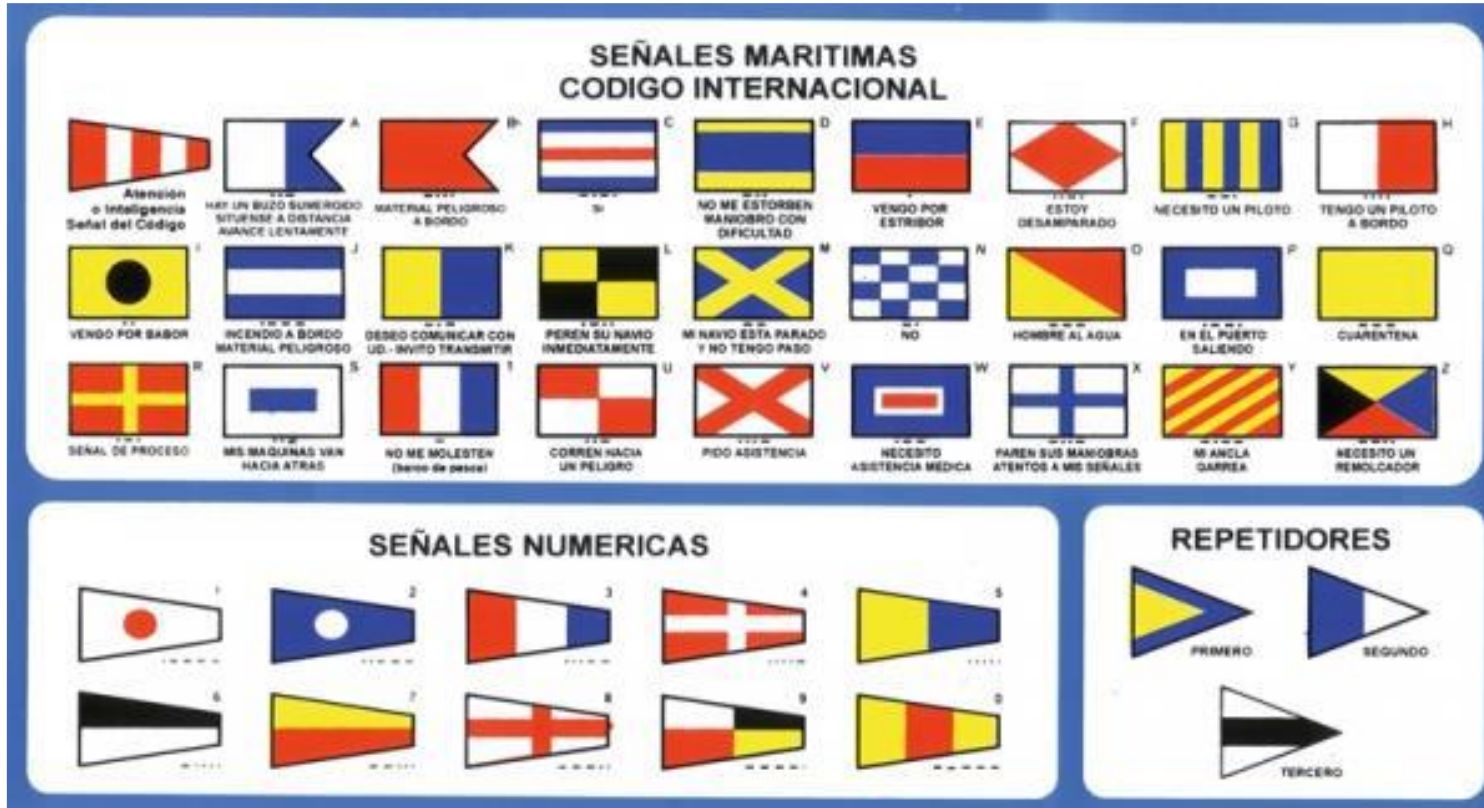 SEÑALES MARITIMAS
CODIGO INTERNACIONAL
A
B
C
D
E
F
G
H
Atención
o Inteligencia
Señal del Código
HAY UN BUZO SUMERGIDO
SITUENSE A DISTANCIA
AVANCE LENTAMENTE
MATERIAL PELIGROSO
A BORDO
SI
NO ME ESTORBEN
MANIOBRO CON
DIFICULTAD
VENGO POR
ESTRIBOR
ESTOY
DESAMPARADO
NECESITO UN PILOTO
TENGO UN PILOTO
A BORDO
I
J
K
L
M
N
O
P
Q
VENGO POR BABOR
INCENDIO A BORDO
MATERIAL PELIGROSO
DESEO COMUNICAR CON
UD.- INVITO TRANSMITIR
PEREN SU NAVIO
INMEDIATAMENTE
MI NAVIO ESTA PARADO
Y NO TENGO PASO
NO
HOMBRE AL AGUA
EN EL PUERTO
SALIENDO
CUARENTENA
R
S
T
U
V
W
X
Y
Z
SEÑAL DE PROCESO
MIS MAQUINAS VAN
HACIA ATRAS
NO ME MOLESTEN
(barco de pesca)
CORREN HACIA
UN PELIGRO
PIDO ASISTENCIA
NECESITO
ASISTENCIA MEDICA
PAREN SUS MANIOBRAS
ATENTOS A MIS SEÑALES
MI ANCLA
GARREA
NECESITO UN
REMOLCADOR
SEÑALES NUMERICAS
1
2
3
4
5
6
7
8
9
0
REPETIDORES
PRIMERO
SEGUNDO
TERCERO